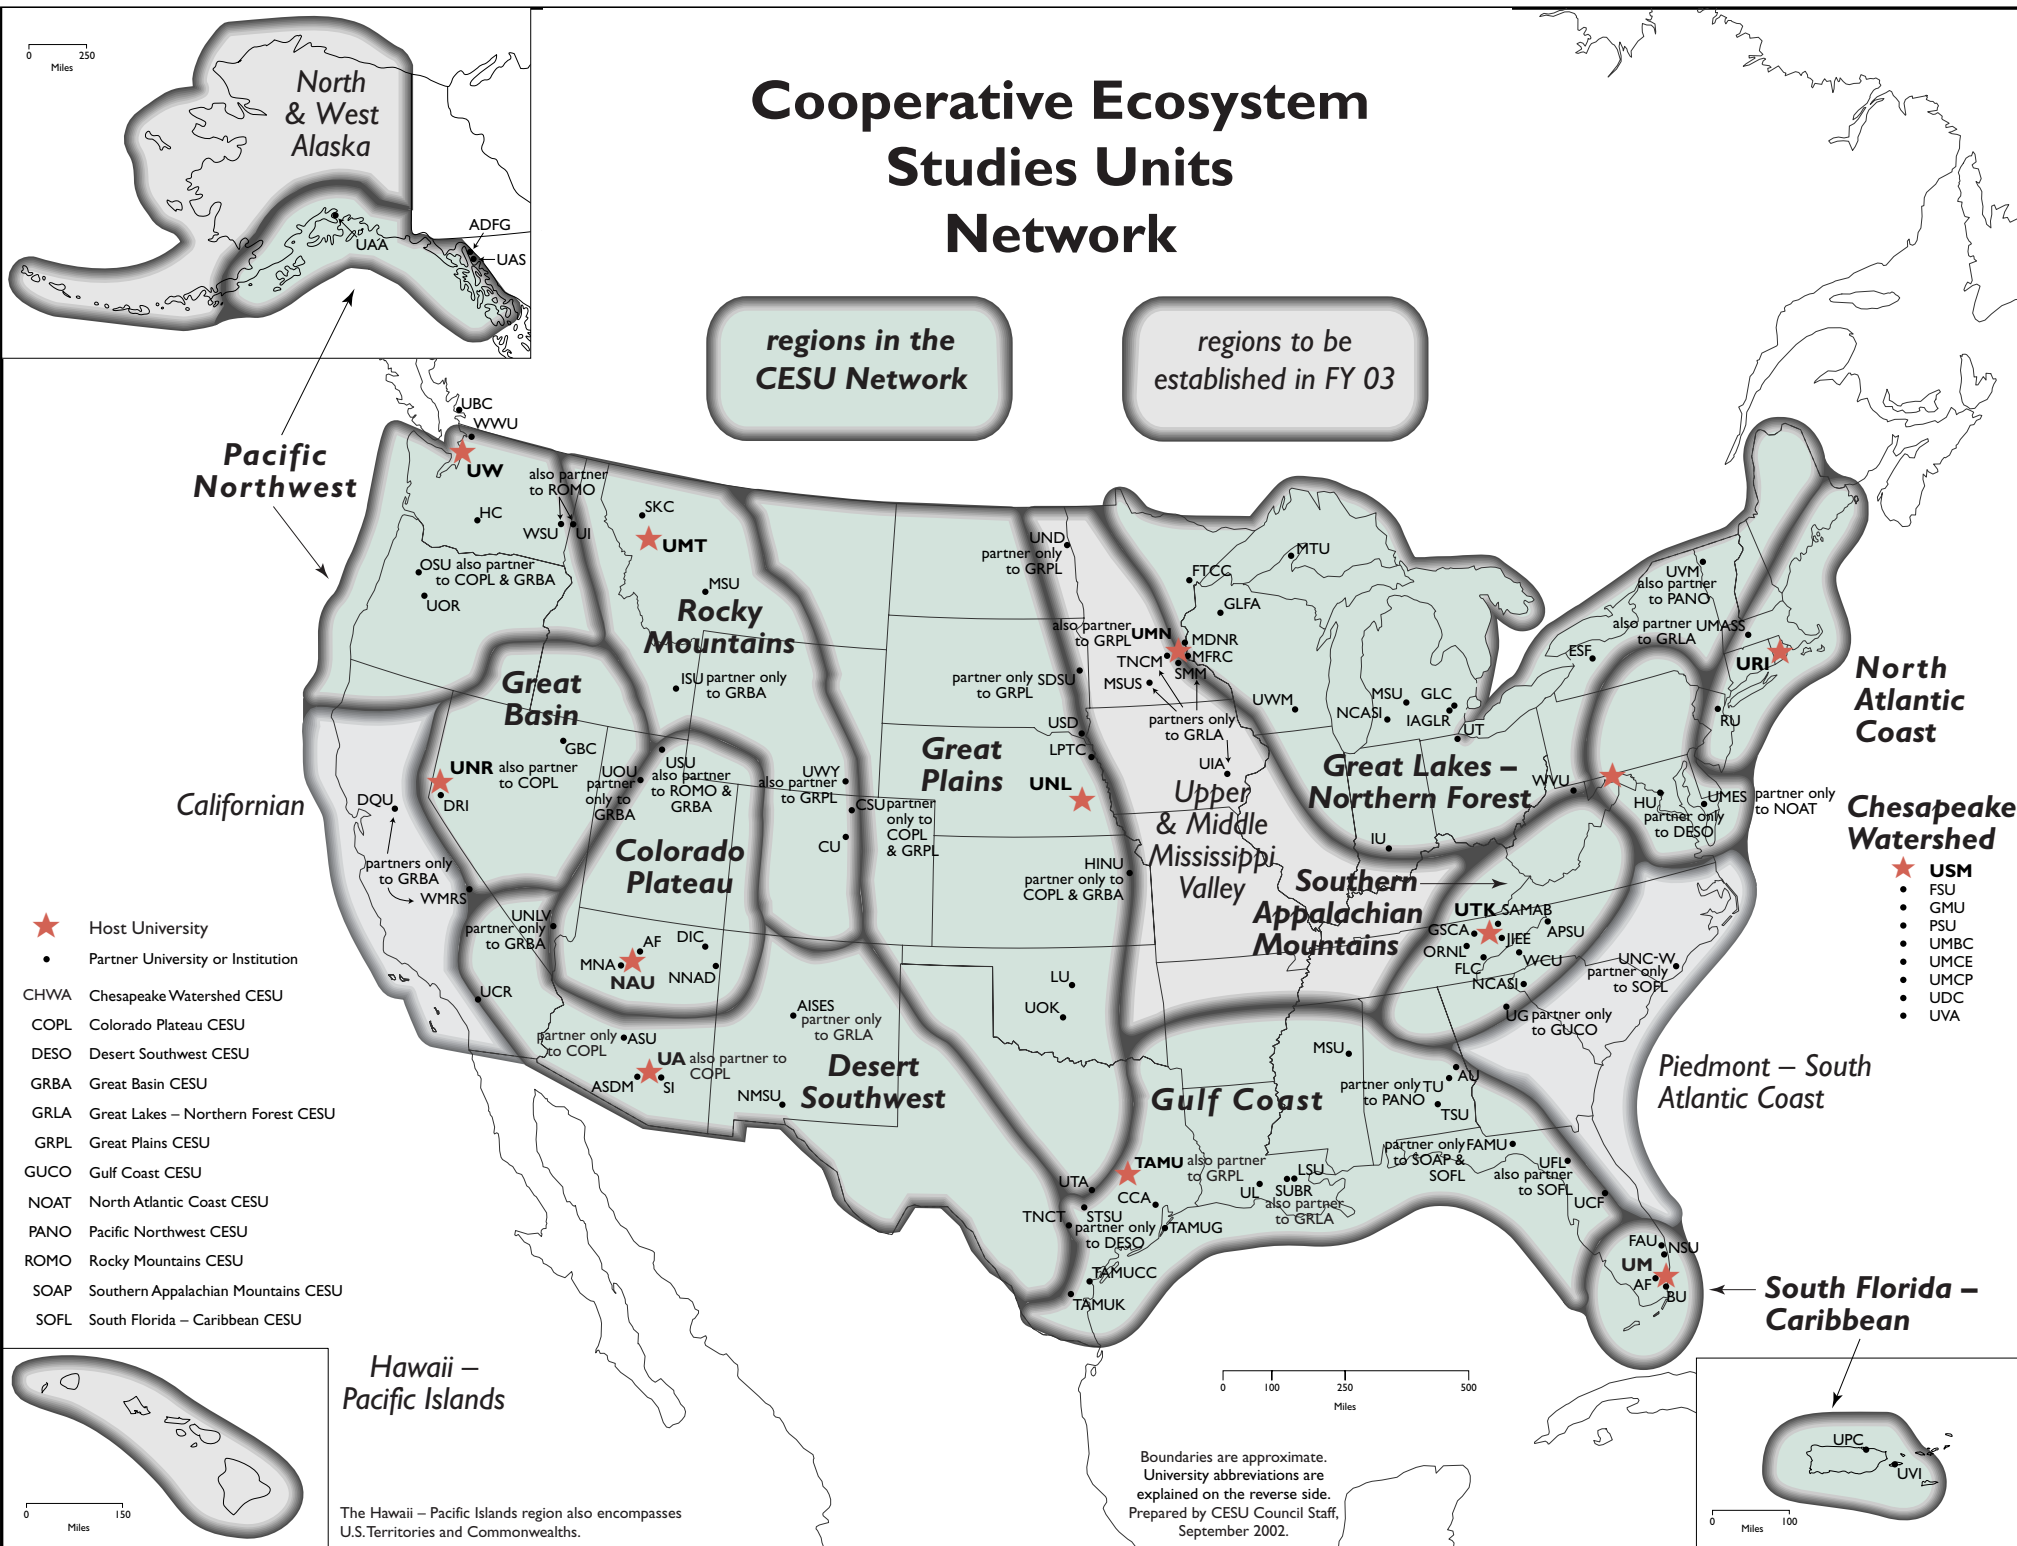 Cooperative Ecosystem
Studies Units
Network
0 250
Miles
North
& West
Alaska
UAA
ADFG
UAS
regions in the
CESU Network
regions to be
established in FY 03
Pacific
Northwest
UBC
WWU
UW
also partner
to ROMO
HC
WSU
UI
OSU also partner
to COPL & GRBA
UOR
SKC
UMT
MSU
Rocky
Mountains
ISU partner only
to GRBA
Great
Basin
GBC
UNR also partner
to COPL
DRI
UOU
partner
only to
GRBA
USU
also partner
to ROMO &
GRBA
UWY
also partner
to GRPL
CSU partner
only to
COPL
& GRPL
CU
Californian
DQU
partners only
to GRBA
WMRS
UNLV
partner only
to GRBA
UCR
Colorado
Plateau
AF
DIC
MNA
NAU
NNAD
AISES
partner only
to GRLA
partner only
to COPL
ASU
UA also partner to
COPL
ASDM
SI
NMSU
Desert
Southwest
UND
partner only
to GRPL
partner only
to GRPL
SDSU
USD
LPTC
Great
Plains
UNL
HINU
partner only to
COPL & GRBA
LU
UOK
also partner
to GRPL
UMN
MDNR
MFRC
TNCM
SMM
MSUS
partners only
to GRLA
UIA
Upper
& Middle
Mississippi
Valley
FTCC
GLFA
MTU
UWM
MSU
GLC
NCASI
IAGLR
UT
Great Lakes –
Northern Forest
IU
WVU
UVM
also partner
to PANO
also partner
to GRLA
UMASS
ESF
URI
RU
North
Atlantic
Coast
HU
partner only
to DESO
UMES partner only
to NOAT
Chesapeake
Watershed
USM
FSU
GMU
PSU
UMBC
UMCE
UMCP
UDC
UVA
Southern
Appalachian
Mountains
UTK
SAMAB
GSCA
JIEE
APSU
ORNL
FLC
WCU
NCASI
UG partner only
to GUCO
UNC-W
partner only
to SOFL
Piedmont – South
Atlantic Coast
Gulf Coast
MSU
AU
partner only
to PANO
TU
TSU
partner only
to SOAP &
SOFL
FAMU
UFL
also partner
to SOFL
UCF
TAMU also partner
to GRPL
UTA
CCA
TNCT
STSU
partner only
to DESO
TAMUG
TAMUCC
TAMUK
UL
LSU
SUBR
also partner
to GRLA
FAU
NSU
UM
AF
BU
South Florida –
Caribbean
UPC
UVI
0 100
Miles
Host University
Partner University or Institution
CHWA Chesapeake Watershed CESU
COPL Colorado Plateau CESU
DESO Desert Southwest CESU
GRBA Great Basin CESU
GRLA Great Lakes – Northern Forest CESU
GRPL Great Plains CESU
GUCO Gulf Coast CESU
NOAT North Atlantic Coast CESU
PANO Pacific Northwest CESU
ROMO Rocky Mountains CESU
SOAP Southern Appalachian Mountains CESU
SOFL South Florida – Caribbean CESU
Hawaii –
Pacific Islands
0 150
Miles
The Hawaii – Pacific Islands region also encompasses
U.S. Territories and Commonwealths.
0 100 250 500
Miles
Boundaries are approximate.
University abbreviations are
explained on the reverse side.
Prepared by CESU Council Staff,
September 2002.